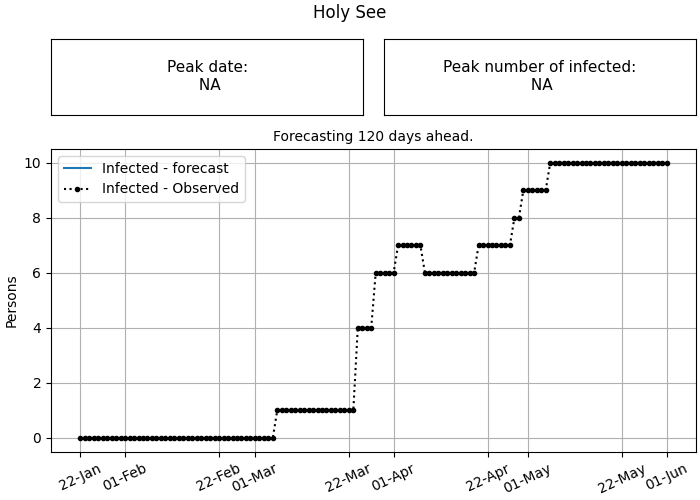 Holy See
Peak date:
NA
Peak number of infected:
NA
Forecasting 120 days ahead.
Infected - forecast
Infected - Observed
Persons
10
8
6
4
2
0
22-Jan
01-Feb
22-Feb
01-Mar
22-Mar
01-Apr
22-Apr
01-May
22-May
01-Jun